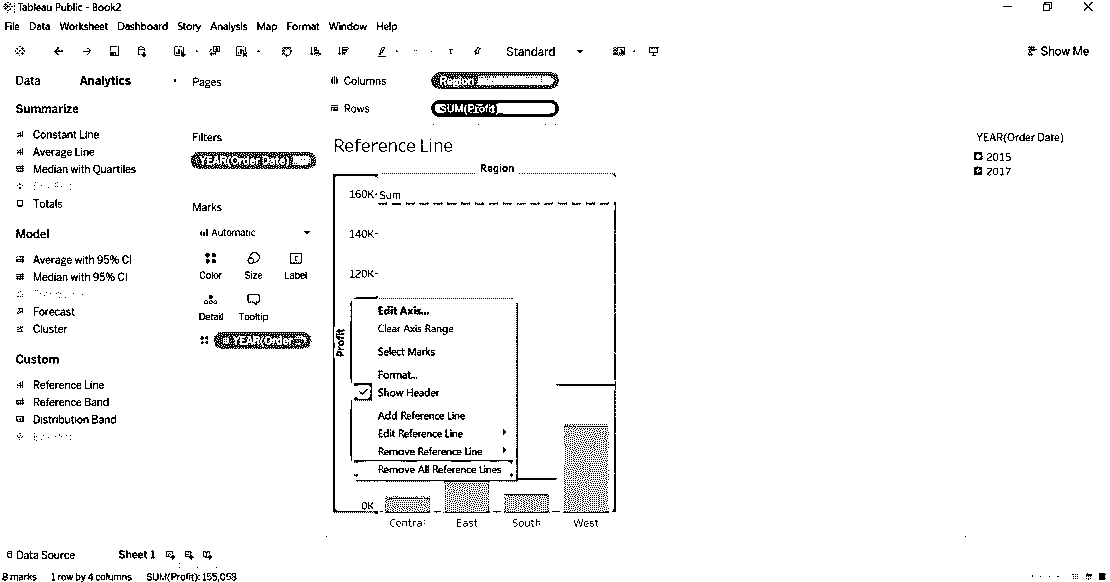 Tableau Public - Book2
File Data Worksheet Dashboard Story Analysis Map Format Window Help
Standard
Show Me
Data Analytics
Pages
Columns Region
Rows SUM(Profit)
Summarize
Constant Line
Average Line
Median with Quartiles
Totals
Model
Average with 95% CI
Median with 95% CI
Forecast
Cluster
Custom
Reference Line
Reference Band
Distribution Band
Filters
YEAR(Order Date)
Marks
Automatic
Color Size Label
Detail Tooltip
YEAR(Order
Reference Line
Region
160K
Sum
140K
120K
Profit
Edit Axis...
Clear Axis Range
Select Marks
Format...
Show Header
Add Reference Line
Edit Reference Line
Remove Reference Line
Remove All Reference Lines
0K
Central East South West
YEAR(Order Date)
2015
2017
Data Source Sheet 1
8 marks 1 row by 4 columns SUM(Profit): 155,058